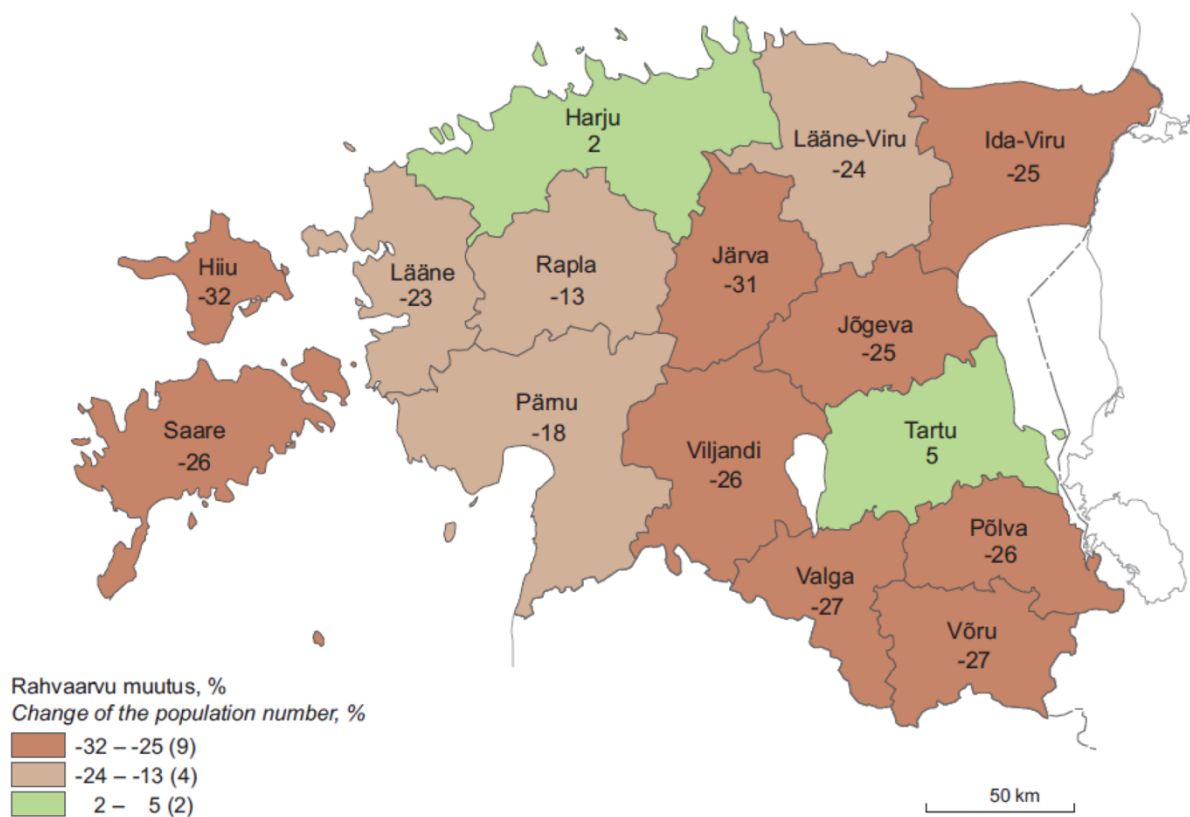 Harju
2
Lääne-Viru
-24
Ida-Viru
-25
Hiiu
-32
Lääne
-23
Rapla
-13
Järva
-31
Jõgeva
-25
Saare
-26
Pämu
-18
Viljandi
-26
Tartu
5
Põlva
-26
Valga
-27
Võru
-27
Rahvaarvu muutus, %
Change of the population number, %
-32 – -25 (9)
-24 – -13 (4)
2 – 5 (2)
50 km